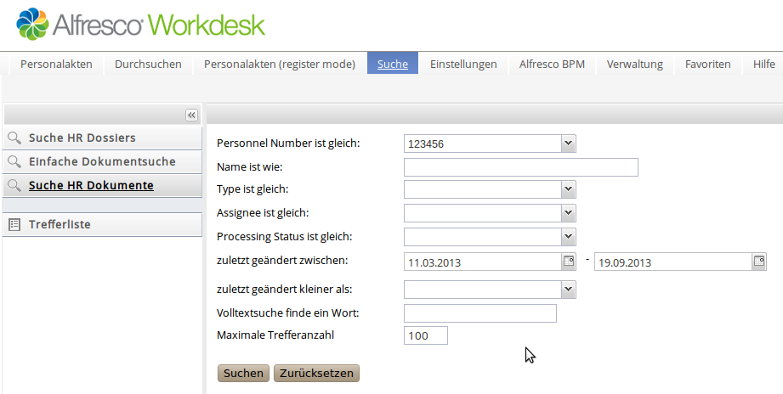 Alfresco Workdesk
Personalakten Durchsuchen Personalakten (register mode) Suche Einstellungen Alfresco BPM Verwaltung Favoriten Hilfe
«
Suche HR Dossiers
Einfache Dokumentsuche
Suche HR Dokumente
Trefferliste
Personnel Number ist gleich: 123456
Name ist wie:
Type ist gleich:
Assignee ist gleich:
Processing Status ist gleich:
zuletzt geändert zwischen: 11.03.2013 - 19.09.2013
zuletzt geändert kleiner als:
Volltextsuche finde ein Wort:
Maximale Trefferanzahl 100
Suchen Zurücksetzen